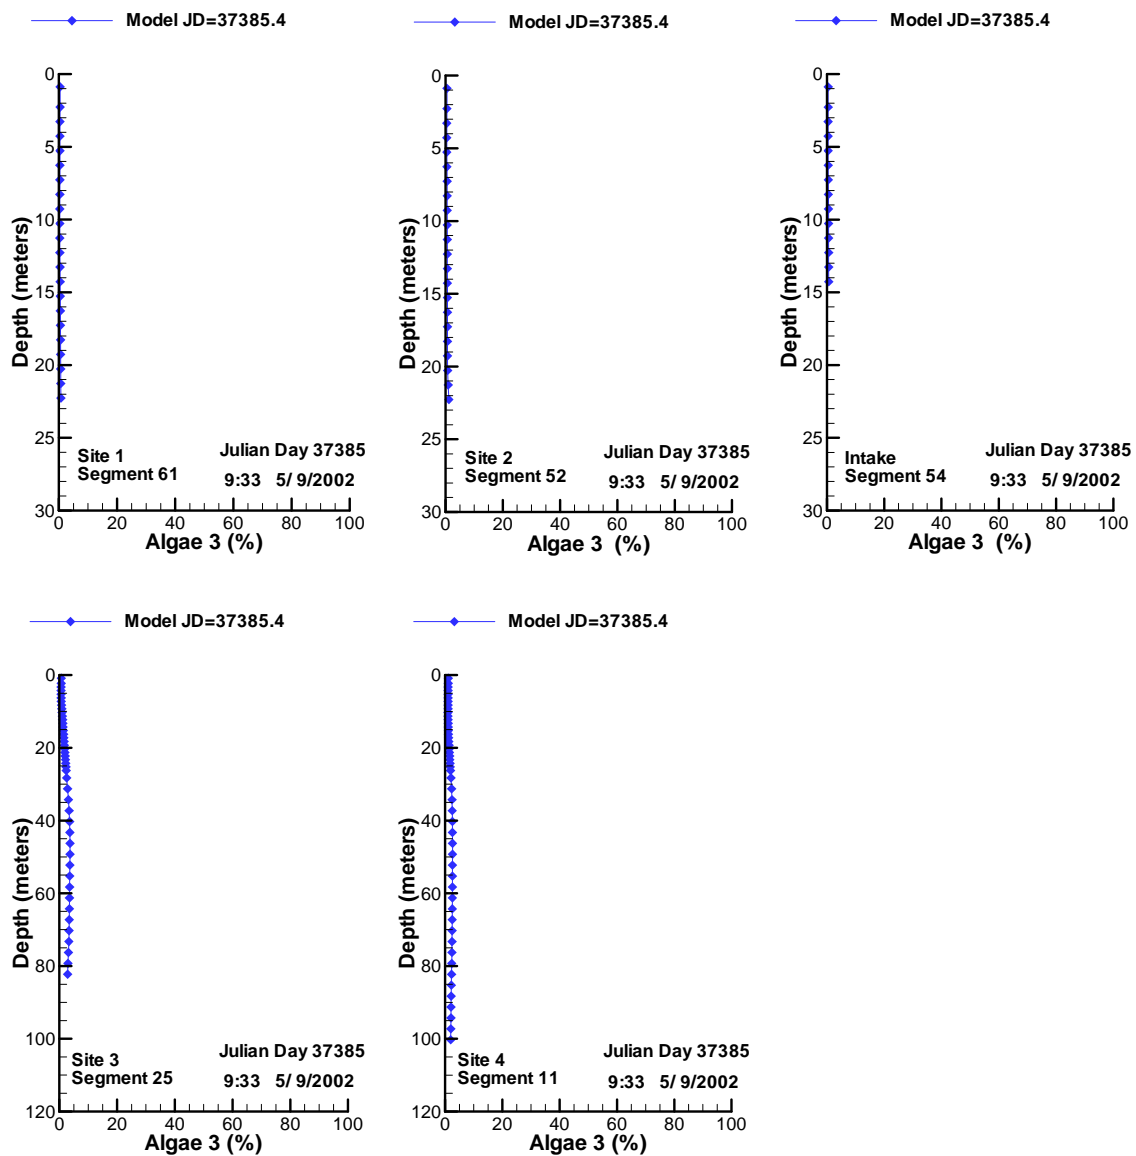 Model JD=37385.4
Model JD=37385.4
Model JD=37385.4
0
5
10
15
20
25
30
Depth (meters)
Site 1
Segment 61
Julian Day 37385
9:33 5/ 9/2002
0 20 40 60 80 100
Algae 3 (%)
0
5
10
15
20
25
30
Depth (meters)
Site 2
Segment 52
Julian Day 37385
9:33 5/ 9/2002
0 20 40 60 80 100
Algae 3 (%)
0
5
10
15
20
25
30
Depth (meters)
Intake
Segment 54
Julian Day 37385
9:33 5/ 9/2002
0 20 40 60 80 100
Algae 3 (%)
Model JD=37385.4
Model JD=37385.4
0
20
40
60
80
100
120
Depth (meters)
Site 3
Segment 25
Julian Day 37385
9:33 5/ 9/2002
0 20 40 60 80 100
Algae 3 (%)
0
20
40
60
80
100
120
Depth (meters)
Site 4
Segment 11
Julian Day 37385
9:33 5/ 9/2002
0 20 40 60 80 100
Algae 3 (%)